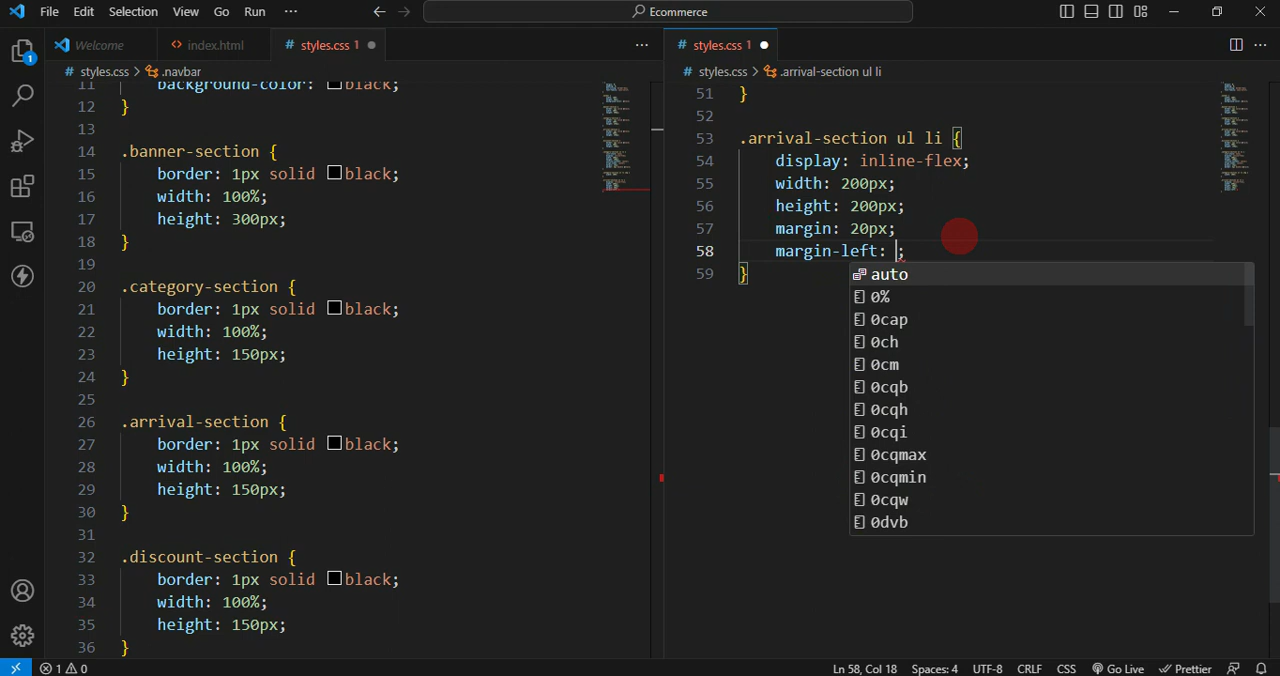 File Edit Selection View Go Run ··· Ecommerce
Welcome index.html styles.css 1 ···
styles.css > .navbar
11 background-color: black;
12 }
13
14 .banner-section {
15 border: 1px solid black;
16 width: 100%;
17 height: 300px;
18 }
19
20 .category-section {
21 border: 1px solid black;
22 width: 100%;
23 height: 150px;
24 }
25
26 .arrival-section {
27 border: 1px solid black;
28 width: 100%;
29 height: 150px;
30 }
31
32 .discount-section {
33 border: 1px solid black;
34 width: 100%;
35 height: 150px;
36 }
styles.css 1 ···
styles.css > .arrival-section ul li
51 }
52
53 .arrival-section ul li {
54 display: inline-flex;
55 width: 200px;
56 height: 200px;
57 margin: 20px;
58 margin-left: ;
59 }
auto
0%
0cap
0ch
0cm
0cqb
0cqh
0cqi
0cqmax
0cqmin
0cqw
0dvb
1
1 0 Ln 58, Col 18 Spaces: 4 UTF-8 CRLF CSS Go Live Prettier